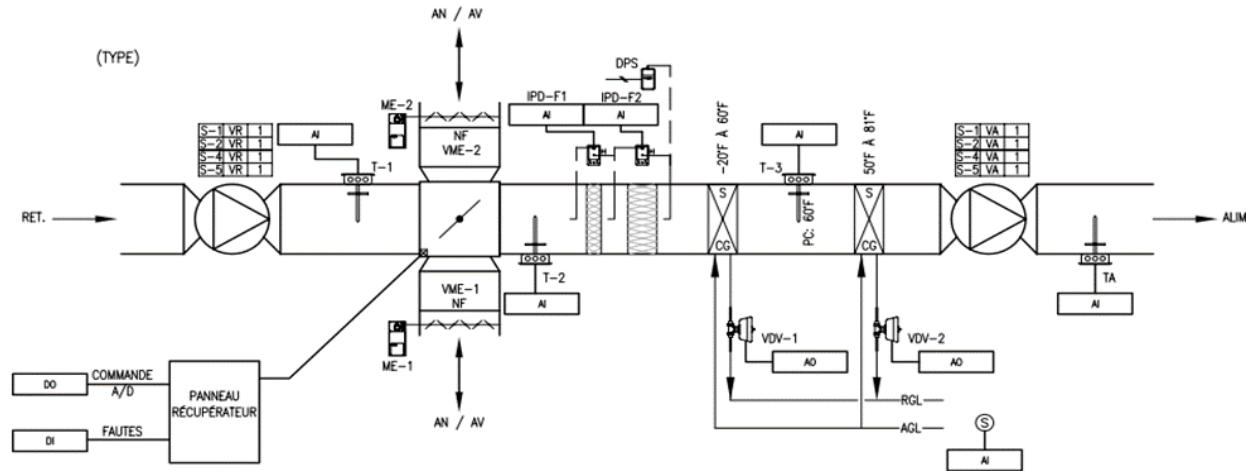 AN / AV
(TYPE)
DPS
ME-2
IPD-F1
IPD-F2
AI
AI
-20°F À 60°F
50°F À 81°F
S-1 VR 1
S-2 VR 1
S-4 VR 1
S-5 VR 1
AI
T-1
NF
VME-2
T-3
AI
S-1 VA 1
S-2 VA 1
S-4 VA 1
S-5 VA 1
RET.
S
CG
PC: 60°F
S
CG
ALIM
T-2
AI
VME-1
NF
TA
AI
ME-1
VDV-1
AO
VDV-2
AO
DO
COMMANDE
A/D
PANNEAU
RÉCUPÉRATEUR
DI
FAUTES
AN / AV
RGL
AGL
S
AI